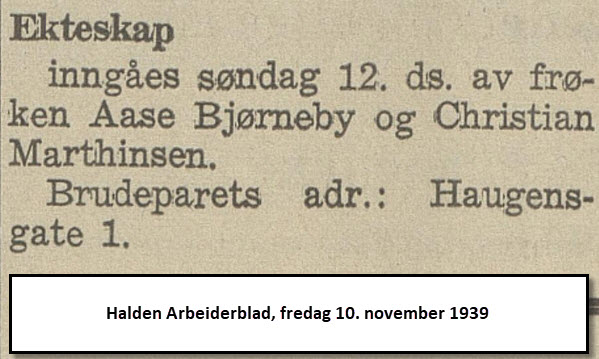 Ekteskap
inngåes søndag 12. ds. av frø-
ken Aase Bjørneby og Christian
Marthinsen.
Brudeparets adr.: Haugens-
gate 1.
Halden Arbeiderblad, fredag 10. november 1939